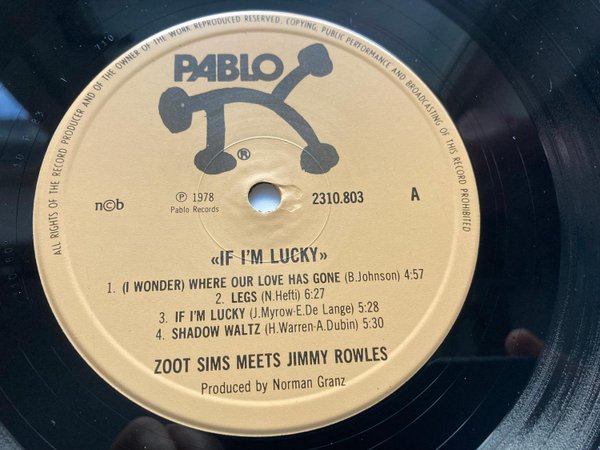 ALL RIGHTS OF THE RECORD PRODUCER AND OF THE OWNER OF THE WORK REPRODUCED RESERVED, COPYING, PUBLIC PERFORMANCE AND BROADCASTING OF THIS RECORD PROHIBITED
PABLO
®
n©b
℗ 1978
Pablo Records
2310.803
A
«IF I'M LUCKY»
1. (I WONDER) WHERE OUR LOVE HAS GONE (B.Johnson) 4:57
2. LEGS (N.Hefti) 6:27
3. IF I'M LUCKY (J.Myrow-E.De Lange) 5:28
4. SHADOW WALTZ (H.Warren-A.Dubin) 5:30
ZOOT SIMS MEETS JIMMY ROWLES
Produced by Norman Granz